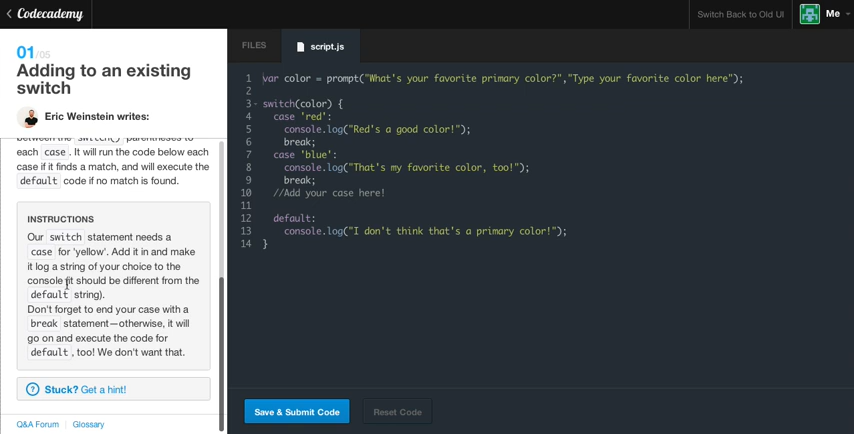 Codecademy
Switch Back to Old UI
Me
01/05
Adding to an existing
switch
Eric Weinstein writes:
between the switch() parentheses to
each case. It will run the code below each
case if it finds a match, and will execute the
default code if no match is found.
INSTRUCTIONS
Our switch statement needs a
case for 'yellow'. Add it in and make
it log a string of your choice to the
console (it should be different from the
default string).
Don't forget to end your case with a
break statement—otherwise, it will
go on and execute the code for
default, too! We don't want that.
? Stuck? Get a hint!
Q&A Forum
Glossary
FILES
script.js
1 var color = prompt("What's your favorite primary color?","Type your favorite color here");
2
3 switch(color) {
4 case 'red':
5 console.log("Red's a good color!");
6 break;
7 case 'blue':
8 console.log("That's my favorite color, too!");
9 break;
10 //Add your case here!
11
12 default:
13 console.log("I don't think that's a primary color!");
14 }
Save & Submit Code
Reset Code